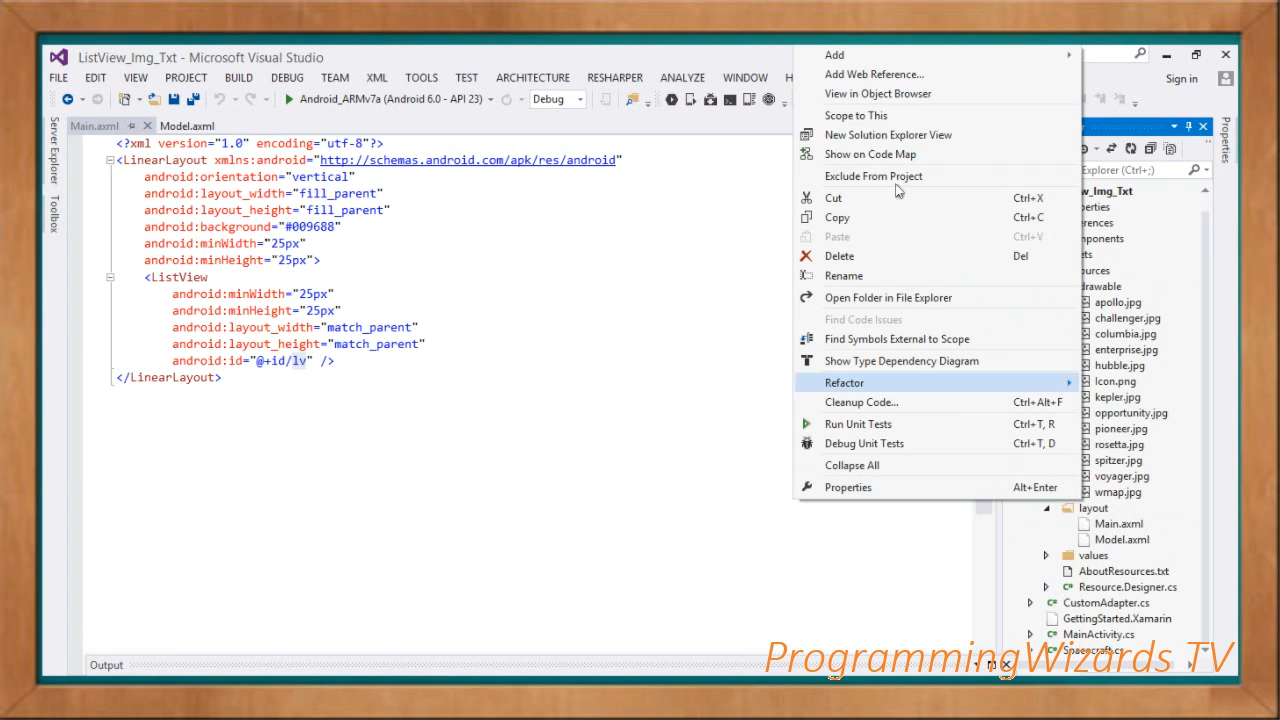 ListView_Img_Txt - Microsoft Visual Studio
FILE EDIT VIEW PROJECT BUILD DEBUG TEAM XML TOOLS TEST ARCHITECTURE RESHARPER ANALYZE WINDOW H
Sign in
Android_ARMv7a (Android 6.0 - API 23) Debug
Main.axml Model.axml
Server Explorer
Toolbox
<?xml version="1.0" encoding="utf-8"?>
<LinearLayout xmlns:android="http://schemas.android.com/apk/res/android"
android:orientation="vertical"
android:layout_width="fill_parent"
android:layout_height="fill_parent"
android:background="#009688"
android:minWidth="25px"
android:minHeight="25px">
<ListView
android:minWidth="25px"
android:minHeight="25px"
android:layout_width="match_parent"
android:layout_height="match_parent"
android:id="@+id/lv" />
</LinearLayout>
Output
Add
Add Web Reference...
View in Object Browser
Scope to This
New Solution Explorer View
Show on Code Map
Exclude From Project
Cut Ctrl+X
Copy Ctrl+C
Paste Ctrl+V
Delete Del
Rename
Open Folder in File Explorer
Find Code Issues
Find Symbols External to Scope
Show Type Dependency Diagram
Refactor
Cleanup Code... Ctrl+Alt+F
Run Unit Tests Ctrl+T, R
Debug Unit Tests Ctrl+T, D
Collapse All
Properties Alt+Enter
Properties
Explorer (Ctrl+;)
w_Img_Txt
perties
erences
mponents
ets
ources
drawable
apollo.jpg
challenger.jpg
columbia.jpg
enterprise.jpg
hubble.jpg
Icon.png
kepler.jpg
opportunity.jpg
pioneer.jpg
rosetta.jpg
spitzer.jpg
voyager.jpg
wmap.jpg
layout
Main.axml
Model.axml
values
AboutResources.txt
Resource.Designer.cs
CustomAdapter.cs
GettingStarted.Xamarin
MainActivity.cs
Spacecraft.cs
ProgrammingWizards TV